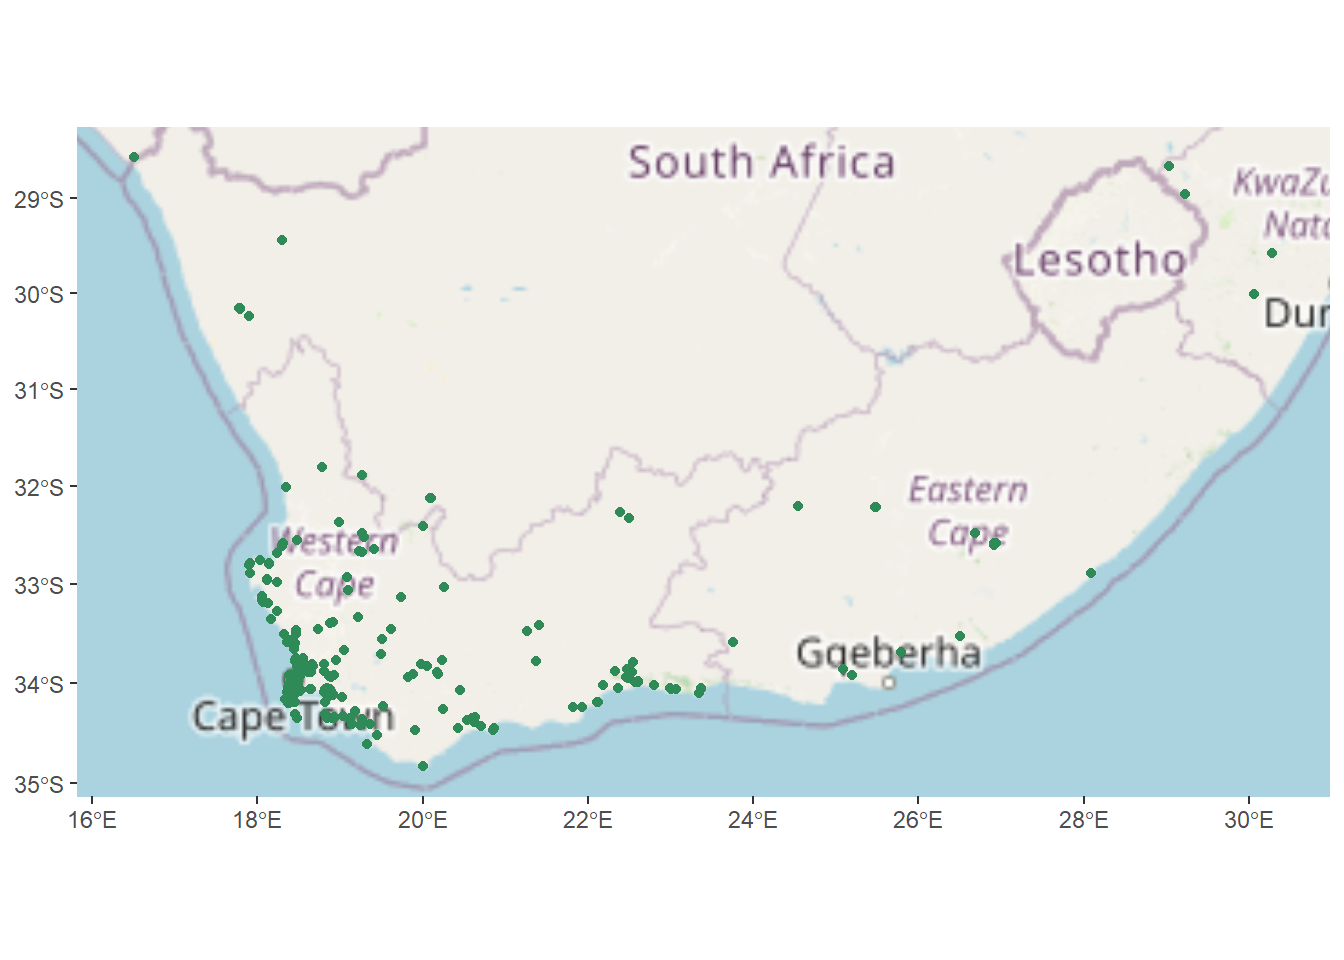 South Africa
KwaZu
Nata
Lesotho
Dur
Eastern
Cape
Western
Cape
Gqeberha
Cape Town
29°S
30°S
31°S
32°S
33°S
34°S
35°S
16°E
18°E
20°E
22°E
24°E
26°E
28°E
30°E